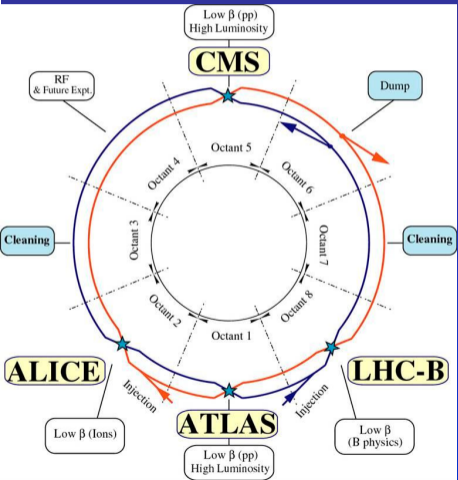 Low β (pp)
High Luminosity
CMS
RF
& Future Expt.
Dump
Octant 5
Octant 4
Octant 6
Cleaning
Octant 3
Octant 7
Cleaning
Octant 2
Octant 8
Octant 1
ALICE
LHC-B
Injection
Injection
ATLAS
Low β (Ions)
Low β
(B physics)
Low β (pp)
High Luminosity